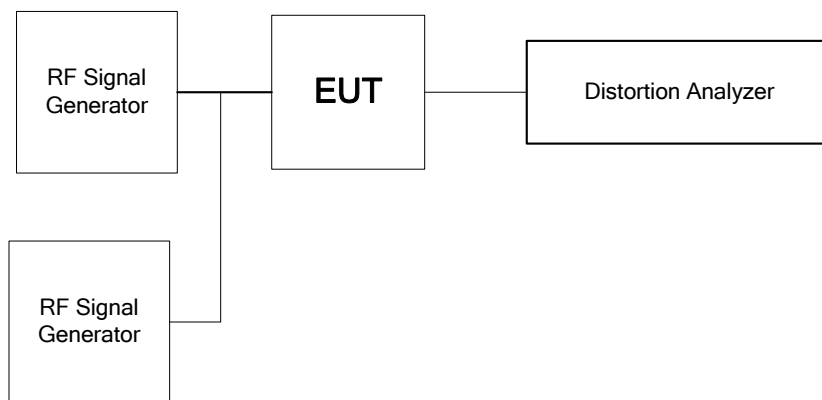 RF Signal
Generator
EUT
Distortion Analyzer
RF Signal
Generator